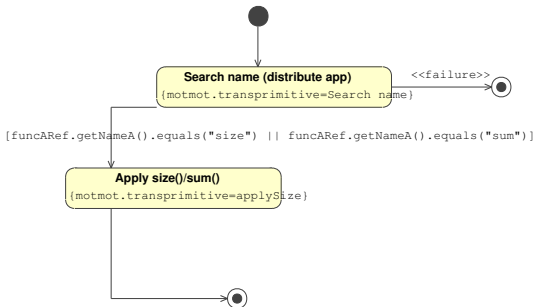 Search name (distribute app)
<<failure>>
{motmot.transprimitive=Search name}
[funcARef.getNameA().equals("size") || funcARef.getNameA().equals("sum")]
Apply size()/sum()
{motmot.transprimitive=applySize}